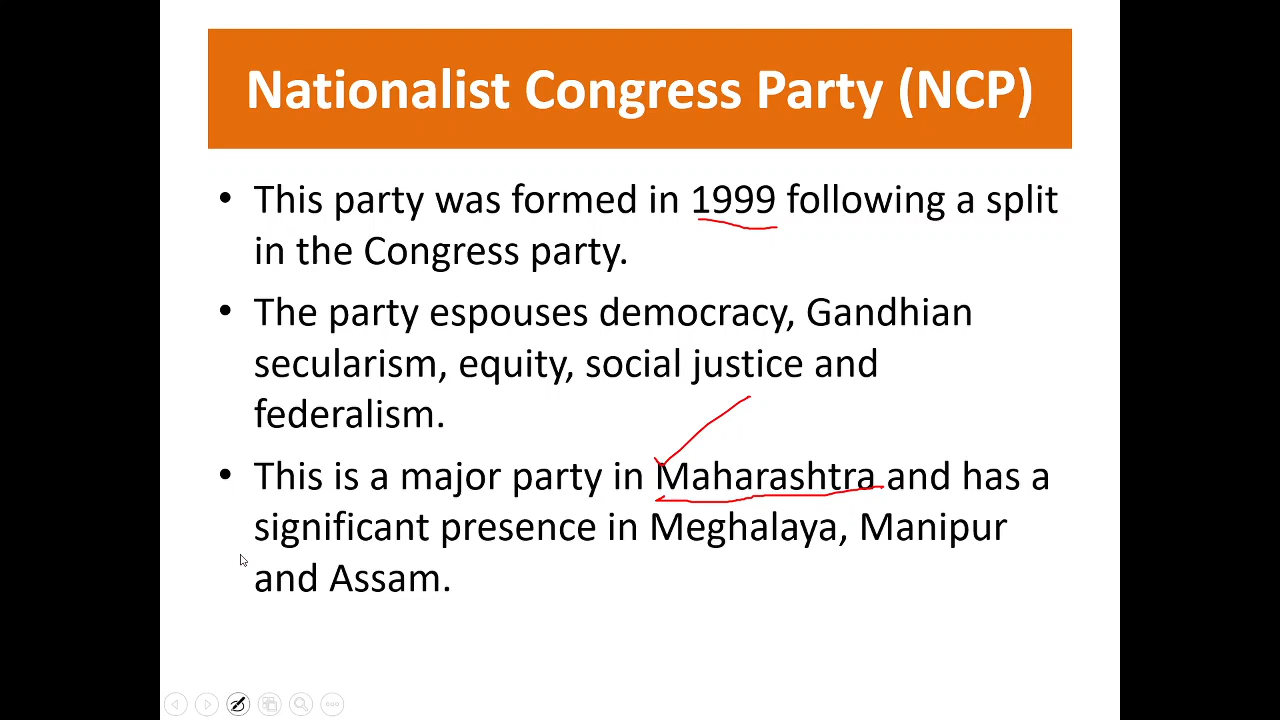 Nationalist Congress Party (NCP)
• This party was formed in 1999 following a split
in the Congress party.
• The party espouses democracy, Gandhian
secularism, equity, social justice and
federalism.
• This is a major party in Maharashtra and has a
significant presence in Meghalaya, Manipur
and Assam.